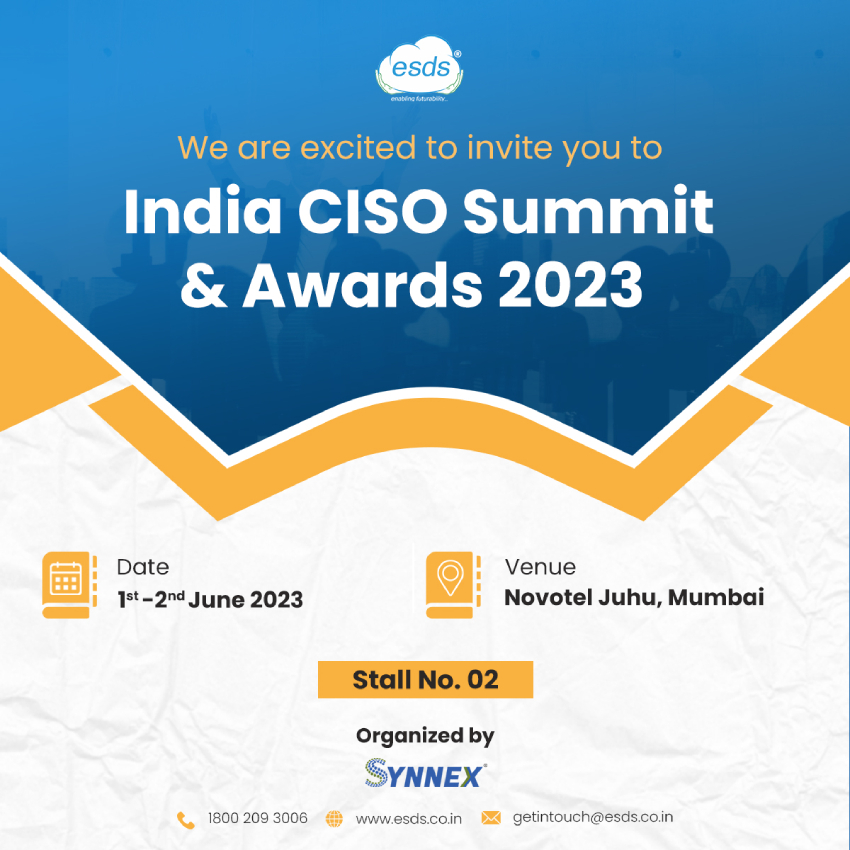 esds®
enabling futurability...
We are excited to invite you to
India CISO Summit
& Awards 2023
Date
1st-2nd June 2023
Venue
Novotel Juhu, Mumbai
Stall No. 02
Organized by
SYNNEX
1800 209 3006 www.esds.co.in getintouch@esds.co.in